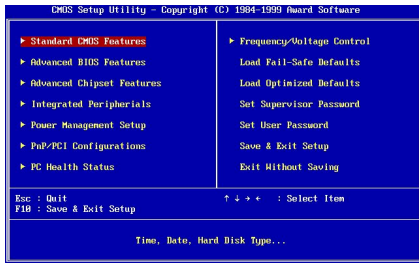 CMOS Setup Utility - Copyright (C) 1984-1999 Award Software
▶ Standard CMOS Features
▶ Advanced BIOS Features
▶ Advanced Chipset Features
▶ Integrated Peripherials
▶ Power Management Setup
▶ PnP/PCI Configurations
▶ PC Health Status
▶ Frequency/Voltage Control
Load Fail-Safe Defaults
Load Optimized Defaults
Set Supervisor Password
Set User Password
Save & Exit Setup
Exit Without Saving
Esc : Quit
F10 : Save & Exit Setup
↑ ↓ → ← : Select Item
Time, Date, Hard Disk Type...